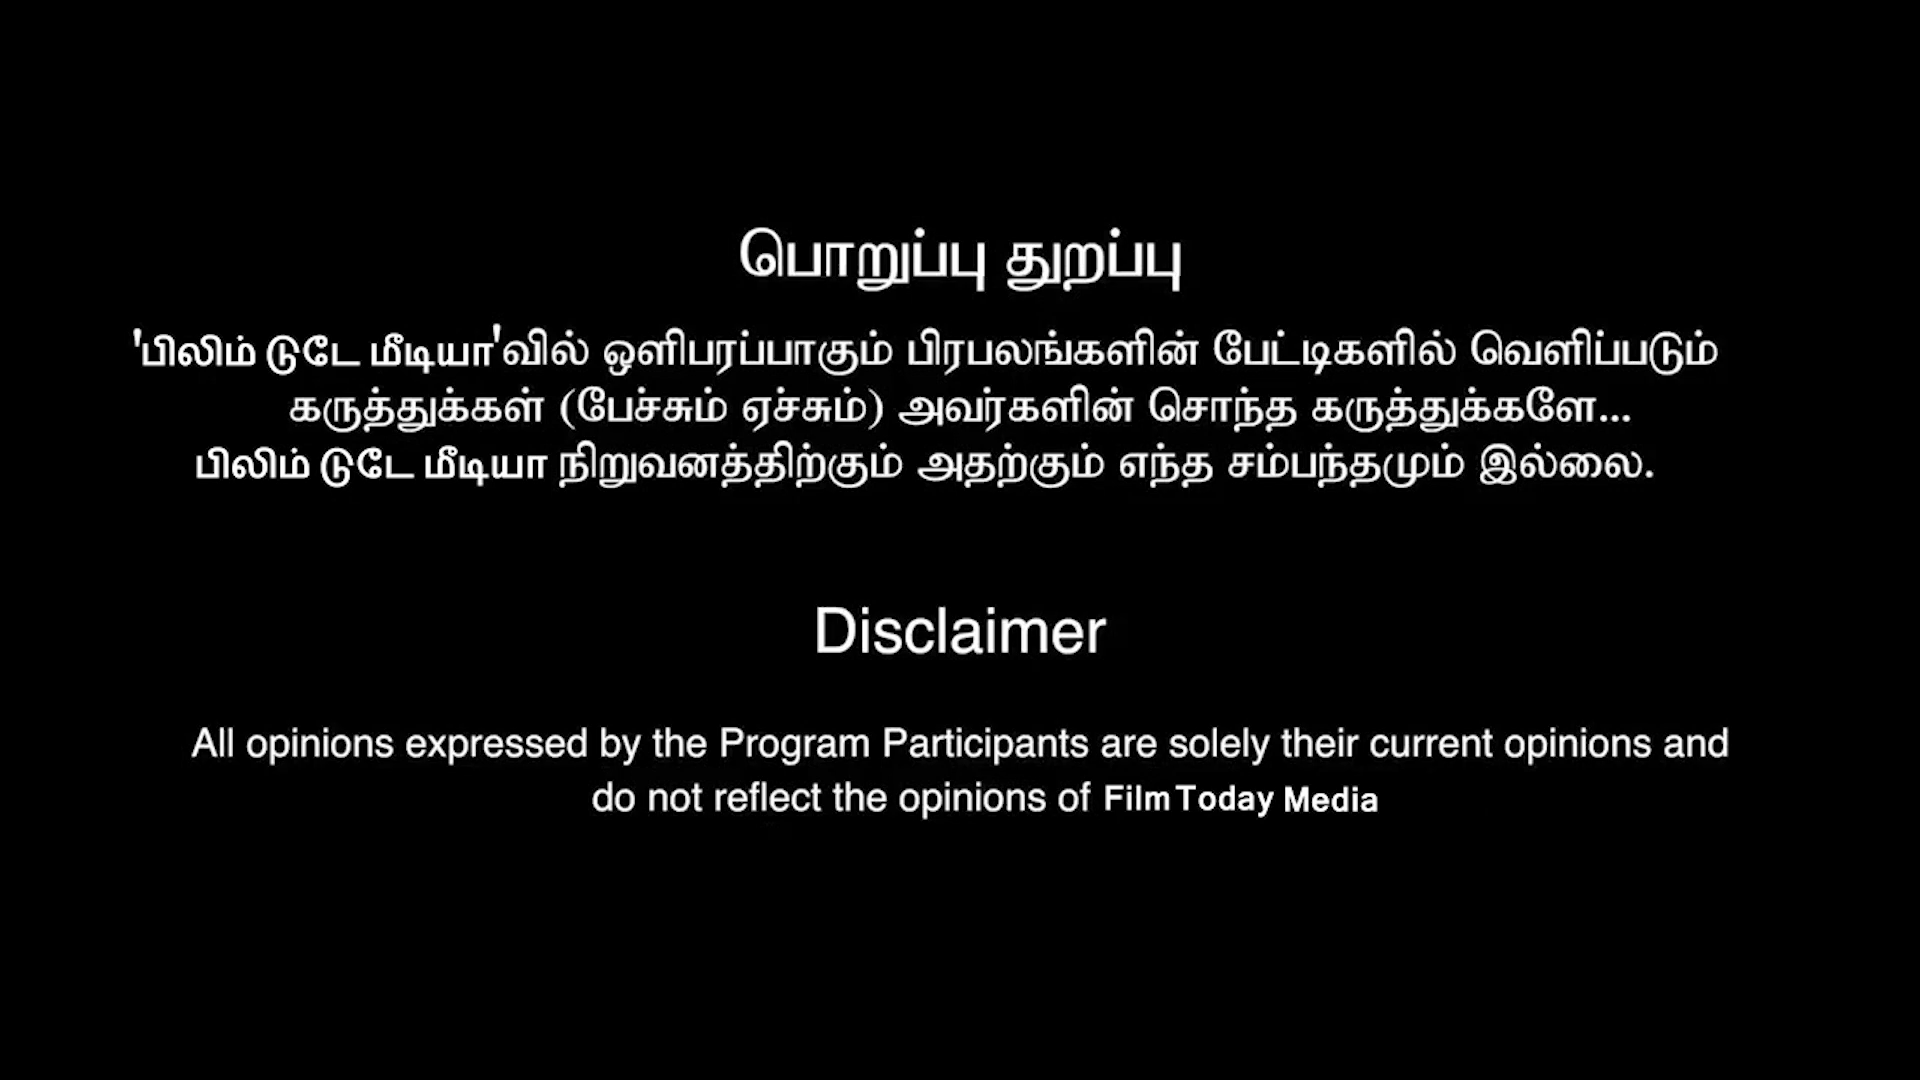 பொறுப்பு துறப்பு
'பிலிம் டுடே மீடியா'வில் ஒளிபரப்பாகும் பிரபலங்களின் பேட்டிகளில் வெளிப்படும்
கருத்துக்கள் (பேச்சும் ஏச்சும்) அவர்களின் சொந்த கருத்துக்களே...
பிலிம் டுடே மீடியா நிறுவனத்திற்கும் அதற்கும் எந்த சம்பந்தமும் இல்லை.
Disclaimer
All opinions expressed by the Program Participants are solely their current opinions and
do not reflect the opinions of Film Today Media